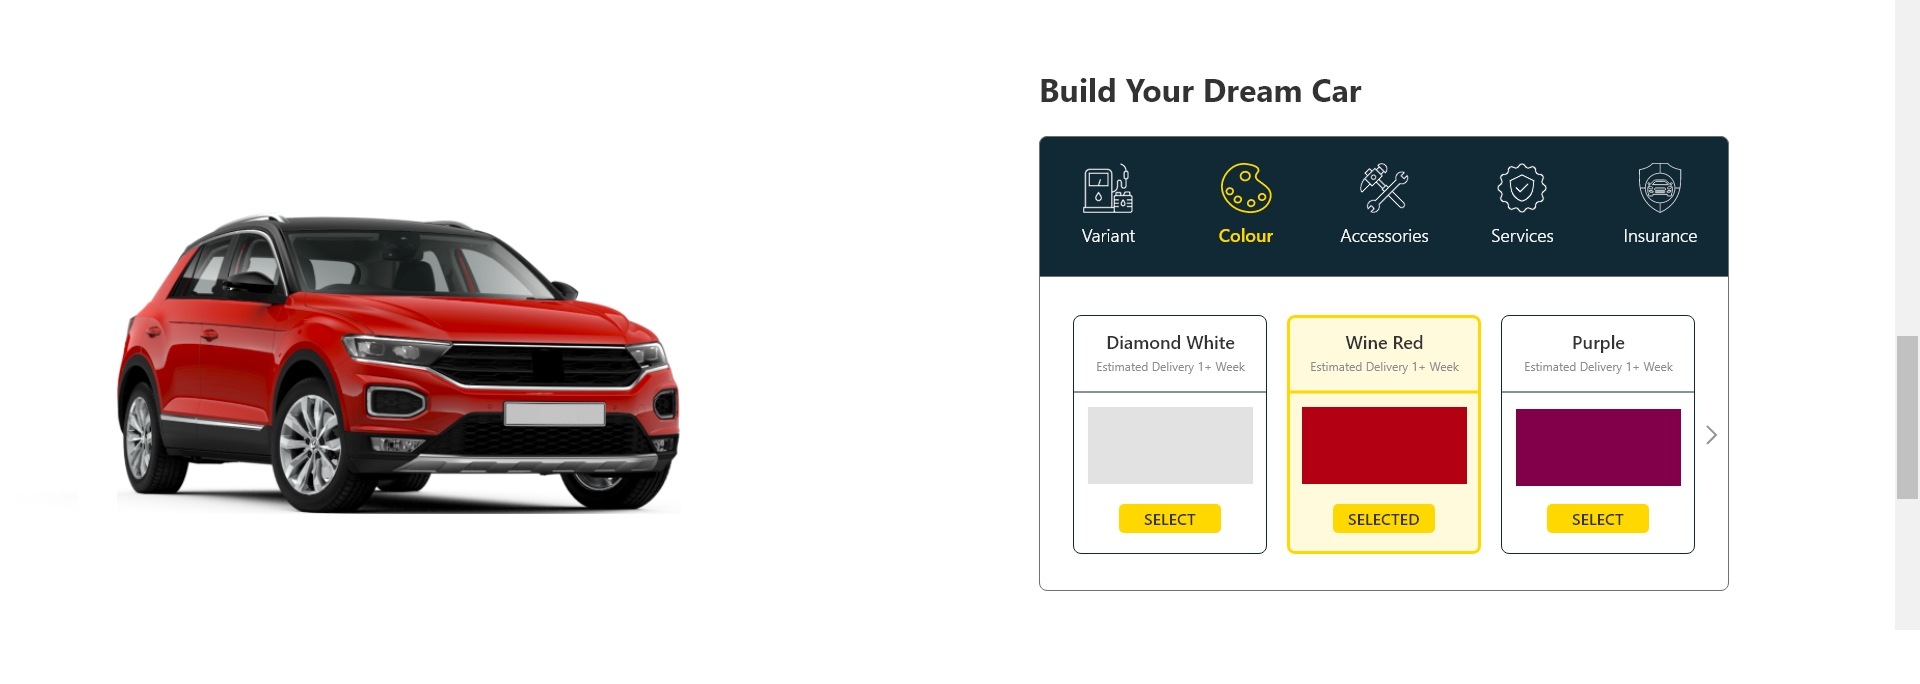 Build Your Dream Car
Variant
Colour
Accessories
Services
Insurance
Diamond White
Estimated Delivery 1+ Week
SELECT
Wine Red
Estimated Delivery 1+ Week
SELECTED
Purple
Estimated Delivery 1+ Week
SELECT